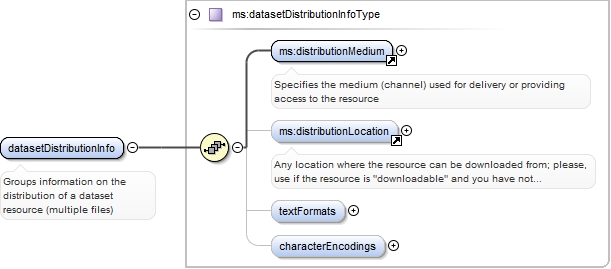 ms:datasetDistributionInfoType
ms:distributionMedium
Specifies the medium (channel) used for delivery or providing
access to the resource
ms:distributionLocation
Any location where the resource can be downloaded from; please,
use if the resource is "downloadable" and you have not...
datasetDistributionInfo
Groups information on the
distribution of a dataset
resource (multiple files)
textFormats
characterEncodings